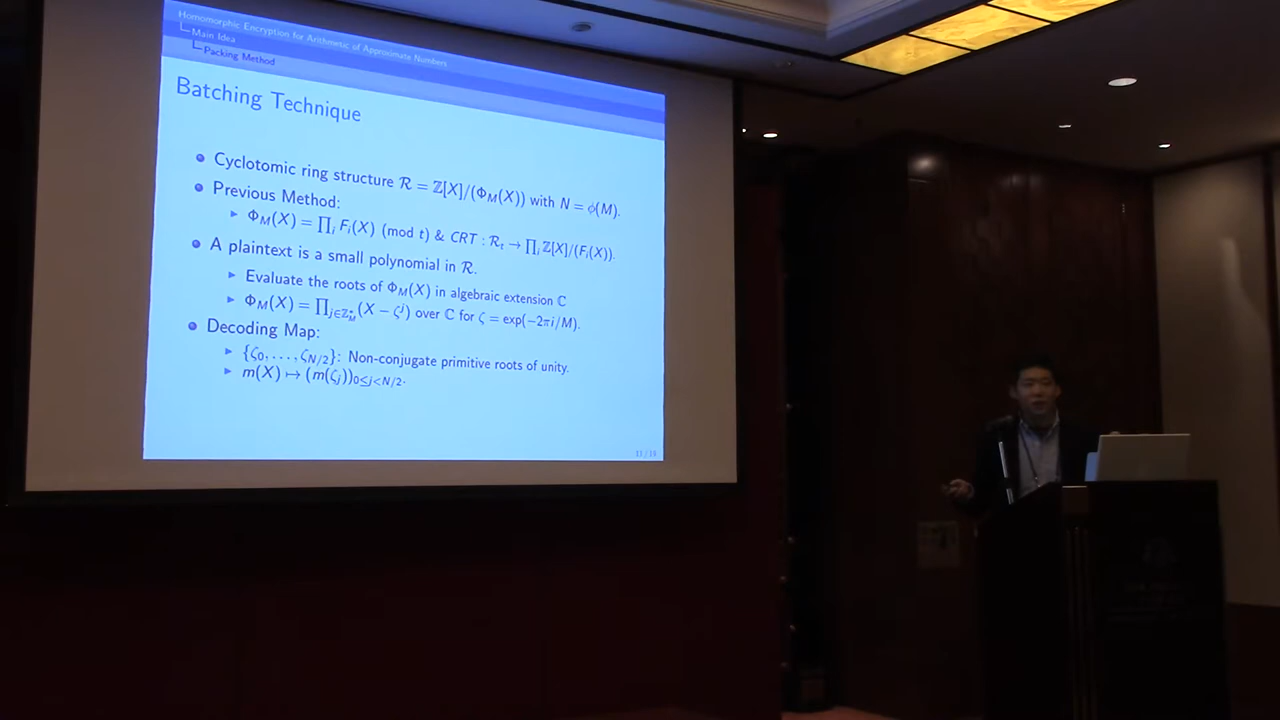 Homomorphic Encryption for Arithmetic of Approximate Numbers
Main Idea
Packing Method
Batching Technique
Cyclotomic ring structure ℛ = ℤ[X]/(Φ_M(X)) with N = ϕ(M).
Previous Method:
Φ_M(X) = ∏_i F_i(X) (mod t) & CRT : ℛ_t → ∏_i ℤ[X]/(F_i(X)).
A plaintext is a small polynomial in ℛ.
Evaluate the roots of Φ_M(X) in algebraic extension ℂ
Φ_M(X) = ∏_{j∈ℤ*_M}(X − ζ^j) over ℂ for ζ = exp(−2πi/M).
Decoding Map:
{ζ_0, . . . , ζ_{N/2}}: Non-conjugate primitive roots of unity.
m(X) ↦ (m(ζ_j))_{0≤j<N/2}.